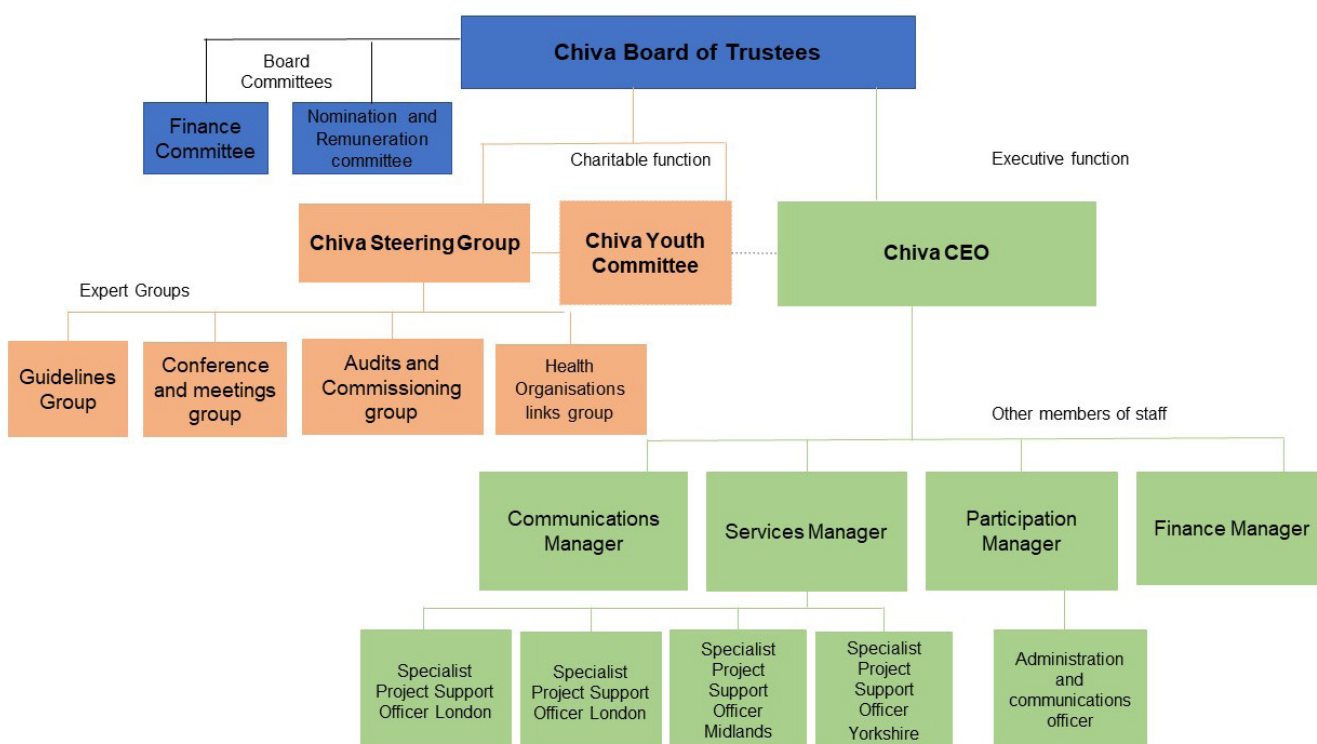 Chiva Board of Trustees
Board
Committees
Finance
Committee
Nomination and
Remuneration
committee
Charitable function
Executive function
Chiva Steering Group
Chiva Youth
Committee
Chiva CEO
Expert Groups
Guidelines
Group
Conference
and meetings
group
Audits and
Commissioning
group
Health
Organisations
links group
Other members of staff
Communications
Manager
Services Manager
Participation
Manager
Finance Manager
Specialist
Project Support
Officer London
Specialist
Project Support
Officer London
Specialist
Project
Support
Officer
Midlands
Specialist
Project
Support
Officer
Yorkshire
Administration
and
communications
officer